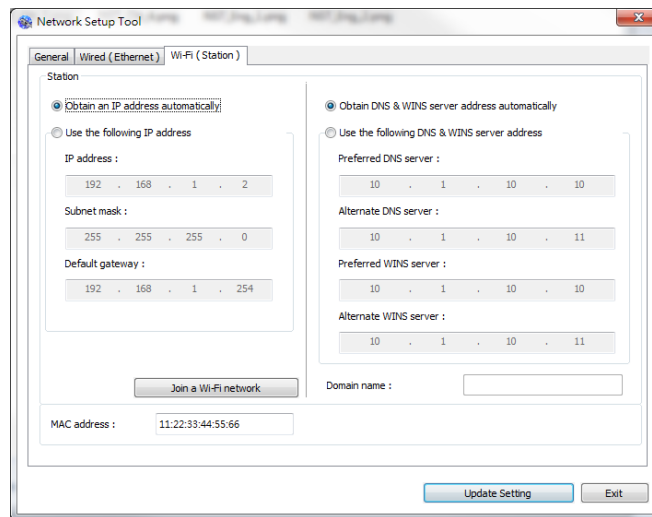 Network Setup Tool
General Wired ( Ethernet ) Wi-Fi ( Station )
Station
Obtain an IP address automatically
Use the following IP address
IP address :
192 . 168 . 1 . 2
Subnet mask :
255 . 255 . 255 . 0
Default gateway :
192 . 168 . 1 . 254
Join a Wi-Fi network
Obtain DNS & WINS server address automatically
Use the following DNS & WINS server address
Preferred DNS server :
10 . 1 . 10 . 10
Alternate DNS server :
10 . 1 . 10 . 11
Preferred WINS server :
10 . 1 . 10 . 10
Alternate WINS server :
10 . 1 . 10 . 11
Domain name :
MAC address : 11:22:33:44:55:66
Update Setting Exit